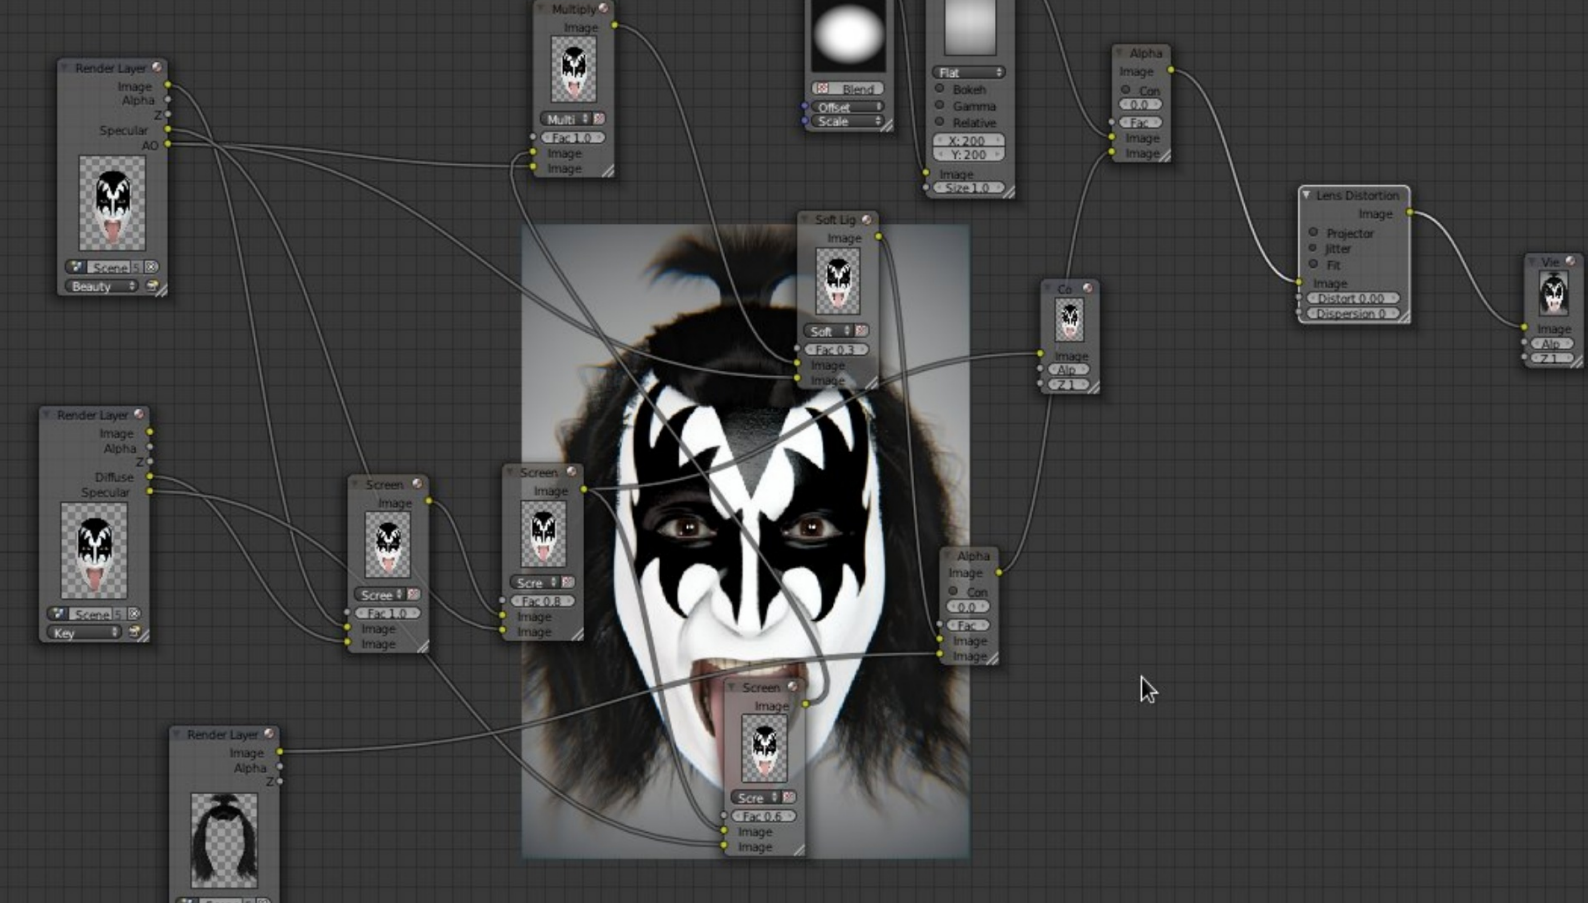 Multiply
Image
Multi
Fac 1.0
Image
Image
Render Layer
Image
Alpha
Z
Specular
AO
Scene 5
Beauty
Blend
Offset
Scale
Flat
Bokeh
Gamma
Relative
X: 200
Y: 200
Image
Size 1.0
Alpha
Image
Con
0.0
Fac
Image
Image
Lens Distortion
Image
Projector
Jitter
Fit
Image
Distort 0.00
Dispersion 0
Vie
Image
Alp
Z 1
Soft Lig
Image
Soft
Fac 0.3
Image
Image
Co
Image
Alp
Z 1
Render Layer
Image
Alpha
Z
Diffuse
Specular
Scene 5
Key
Screen
Image
Scree
Fac 1.0
Image
Image
Screen
Image
Scre
Fac 0.8
Image
Image
Alpha
Image
Con
0.0
Fac
Image
Image
Screen
Image
Scre
Fac 0.6
Image
Image
Render Layer
Image
Alpha
Z